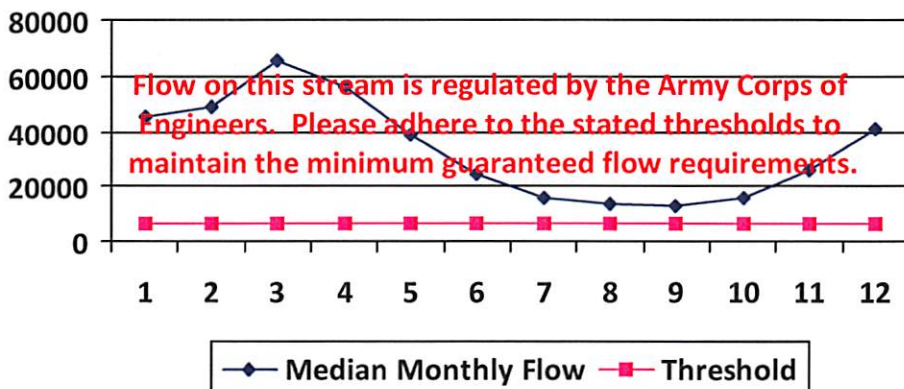 80000
60000
40000
20000
0
Flow on this stream is regulated by the Army Corps of
Engineers. Please adhere to the stated thresholds to
maintain the minimum guaranteed flow requirements.
1 2 3 4 5 6 7 8 9 10 11 12
Median Monthly Flow Threshold